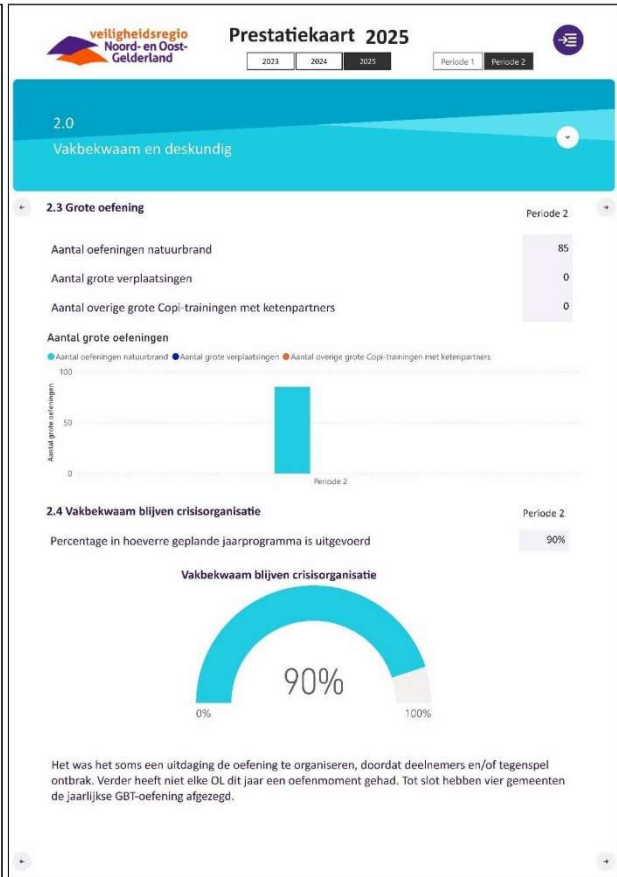 veiligheidsregio
Noord- en Oost-
Gelderland
Prestatiekaart 2025
2023 2024 2025 Periode 1 Periode 2
2.0
Vakbekwaam en deskundig
2.3 Grote oefening
Periode 2
Aantal oefeningen natuurbrand 85
Aantal grote verplaatsingen 0
Aantal overige grote Copi-trainingen met ketenpartners 0
Aantal grote oefeningen
Aantal oefeningen natuurbrand Aantal grote verplaatsingen Aantal overige grote Copi-trainingen met ketenpartners
Aantal grote oefeningen
100
50
0
Periode 2
2.4 Vakbekwaam blijven crisisorganisatie Periode 2
Percentage in hoeverre geplande jaarprogramma is uitgevoerd 90%
Vakbekwaam blijven crisisorganisatie
90%
0% 100%
Het was het soms een uitdaging de oefening te organiseren, doordat deelnemers en/of tegenspel
ontbrak. Verder heeft niet elke OL dit jaar een oefenmoment gehad. Tot slot hebben vier gemeenten
de jaarlijkse GBT-oefening afgezegd.